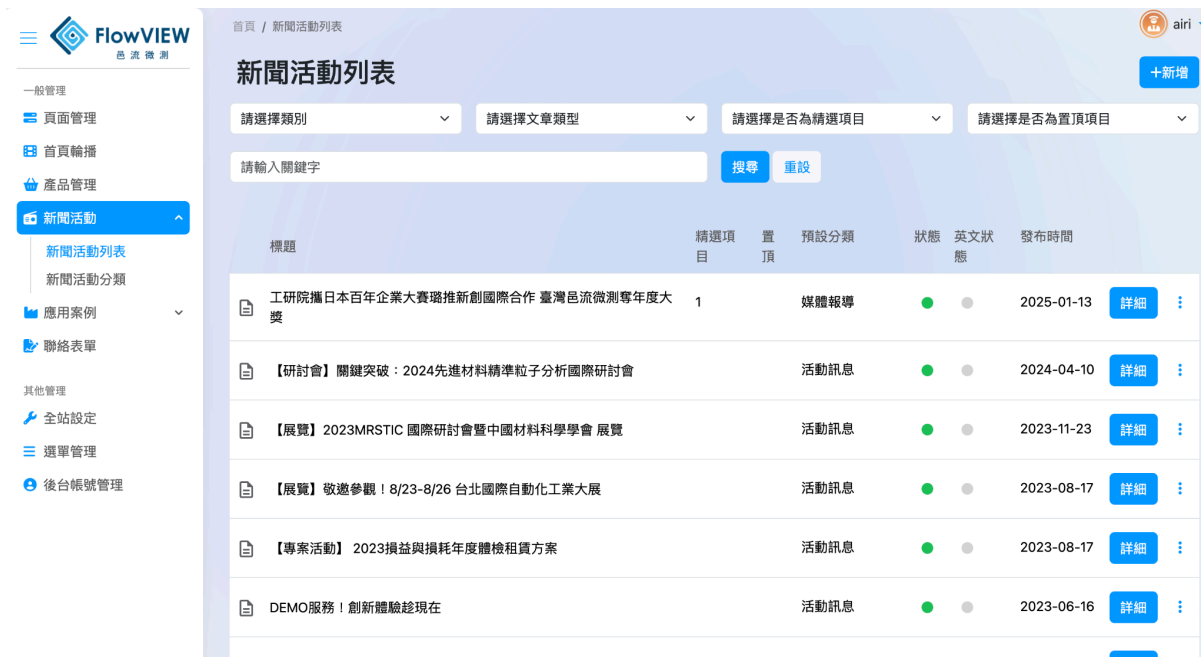 FlowVIEW
邑流微測
一般管理
頁面管理
首頁輪播
產品管理
新聞活動
新聞活動列表
新聞活動分類
應用案例
聯絡表單
其他管理
全站設定
選單管理
後台帳號管理
首頁 / 新聞活動列表
airi
新聞活動列表
+新增
請選擇類別 請選擇文章類型 請選擇是否為精選項目 請選擇是否為置頂項目
請輸入關鍵字 搜尋 重設
標題 精選項目 置頂 預設分類 狀態 英文狀態 發布時間
工研院攜日本百年企業大賽璐推新創國際合作 臺灣邑流微測奪年度大
獎 1 媒體報導 2025-01-13 詳細
【研討會】關鍵突破：2024先進材料精準粒子分析國際研討會 活動訊息 2024-04-10 詳細
【展覽】2023MRSTIC 國際研討會暨中國材料科學學會 展覽 活動訊息 2023-11-23 詳細
【展覽】敬邀參觀！8/23-8/26 台北國際自動化工業大展 活動訊息 2023-08-17 詳細
【專案活動】 2023損益與損耗年度體檢租賃方案 活動訊息 2023-08-17 詳細
DEMO服務！創新體驗趁現在 活動訊息 2023-06-16 詳細